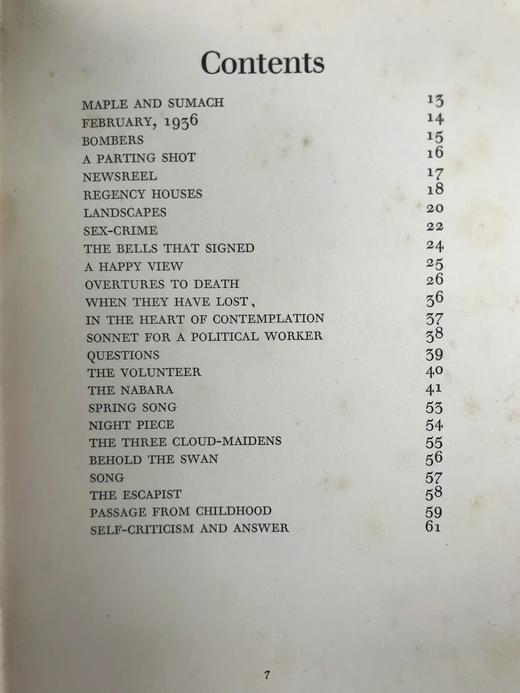 Contents
MAPLE AND SUMACH 13
FEBRUARY, 1936 14
BOMBERS 15
A PARTING SHOT 16
NEWSREEL 17
REGENCY HOUSES 18
LANDSCAPES 20
SEX-CRIME 22
THE BELLS THAT SIGNED 24
A HAPPY VIEW 25
OVERTURES TO DEATH 26
WHEN THEY HAVE LOST, 36
IN THE HEART OF CONTEMPLATION 37
SONNET FOR A POLITICAL WORKER 38
QUESTIONS 39
THE VOLUNTEER 40
THE NABARA 41
SPRING SONG 53
NIGHT PIECE 54
THE THREE CLOUD-MAIDENS 55
BEHOLD THE SWAN 56
SONG 57
THE ESCAPIST 58
PASSAGE FROM CHILDHOOD 59
SELF-CRITICISM AND ANSWER 61
7